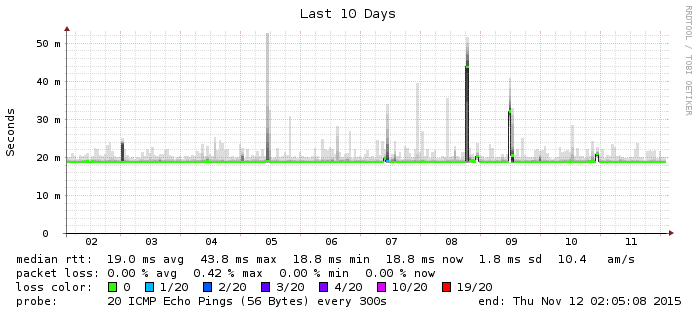 Last 10 Days
RRDTOOL / TOBI OETIKER
Seconds
50 m
40 m
30 m
20 m
10 m
0
02 03 04 05 06 07 08 09 10 11
median rtt: 19.0 ms avg 43.8 ms max 18.8 ms min 18.8 ms now 1.8 ms sd 10.4 am/s
packet loss: 0.00 % avg 0.42 % max 0.00 % min 0.00 % now
loss color: 0 1/20 2/20 3/20 4/20 10/20 19/20
probe: 20 ICMP Echo Pings (56 Bytes) every 300s end: Thu Nov 12 02:05:08 2015